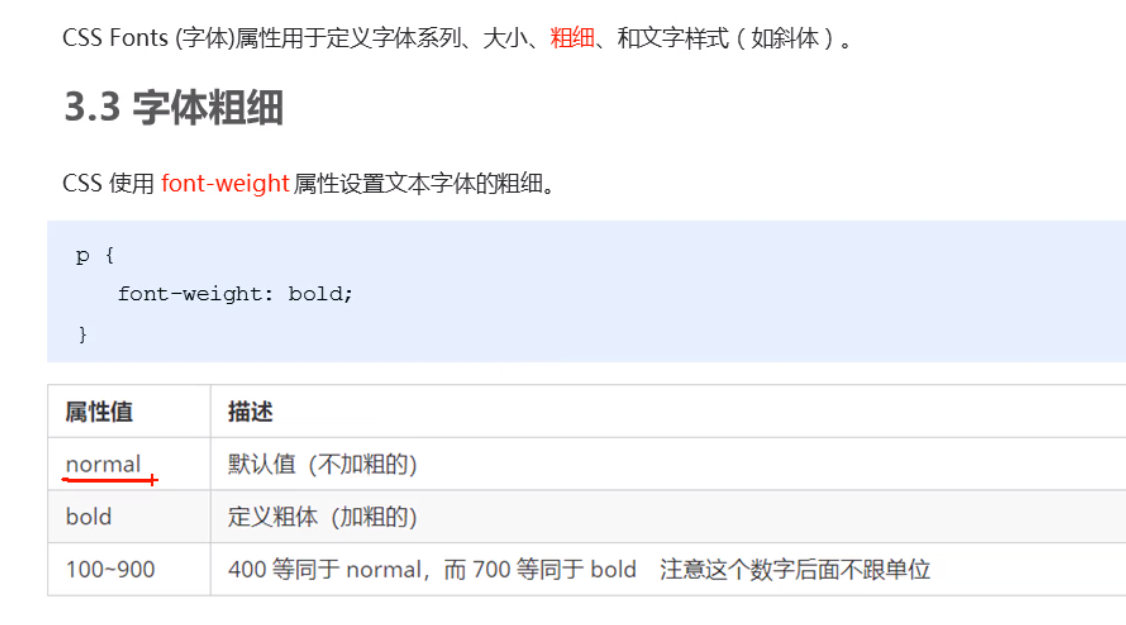 CSS Fonts (字体)属性用于定义字体系列、大小、粗细、和文字样式（如斜体）。
3.3 字体粗细
CSS 使用 font-weight 属性设置文本字体的粗细。
p {
font-weight: bold;
}
属性值 描述
normal 默认值（不加粗的）
bold 定义粗体（加粗的）
100~900 400 等同于 normal，而 700 等同于 bold 注意这个数字后面不跟单位